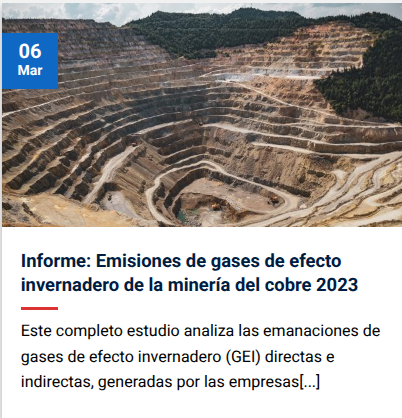 06
Mar
Informe: Emisiones de gases de efecto
invernadero de la minería del cobre 2023
Este completo estudio analiza las emanaciones de
gases de efecto invernadero (GEI) directas e
indirectas, generadas por las empresas[...]